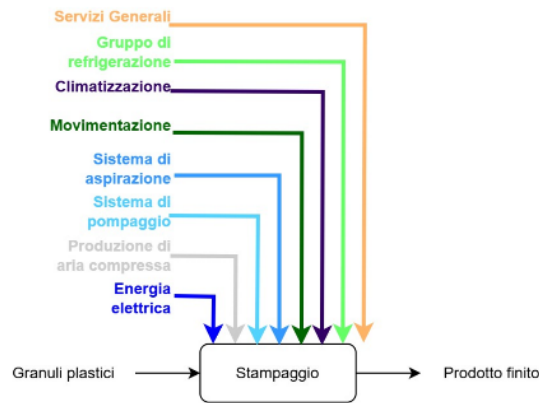 Servizi Generali
Gruppo di
refrigerazione
Climatizzazione
Movimentazione
Sistema di
aspirazione
Sistema di
pompaggio
Produzione di
aria compressa
Energia
elettrica
Granuli plastici
Stampaggio
Prodotto finito